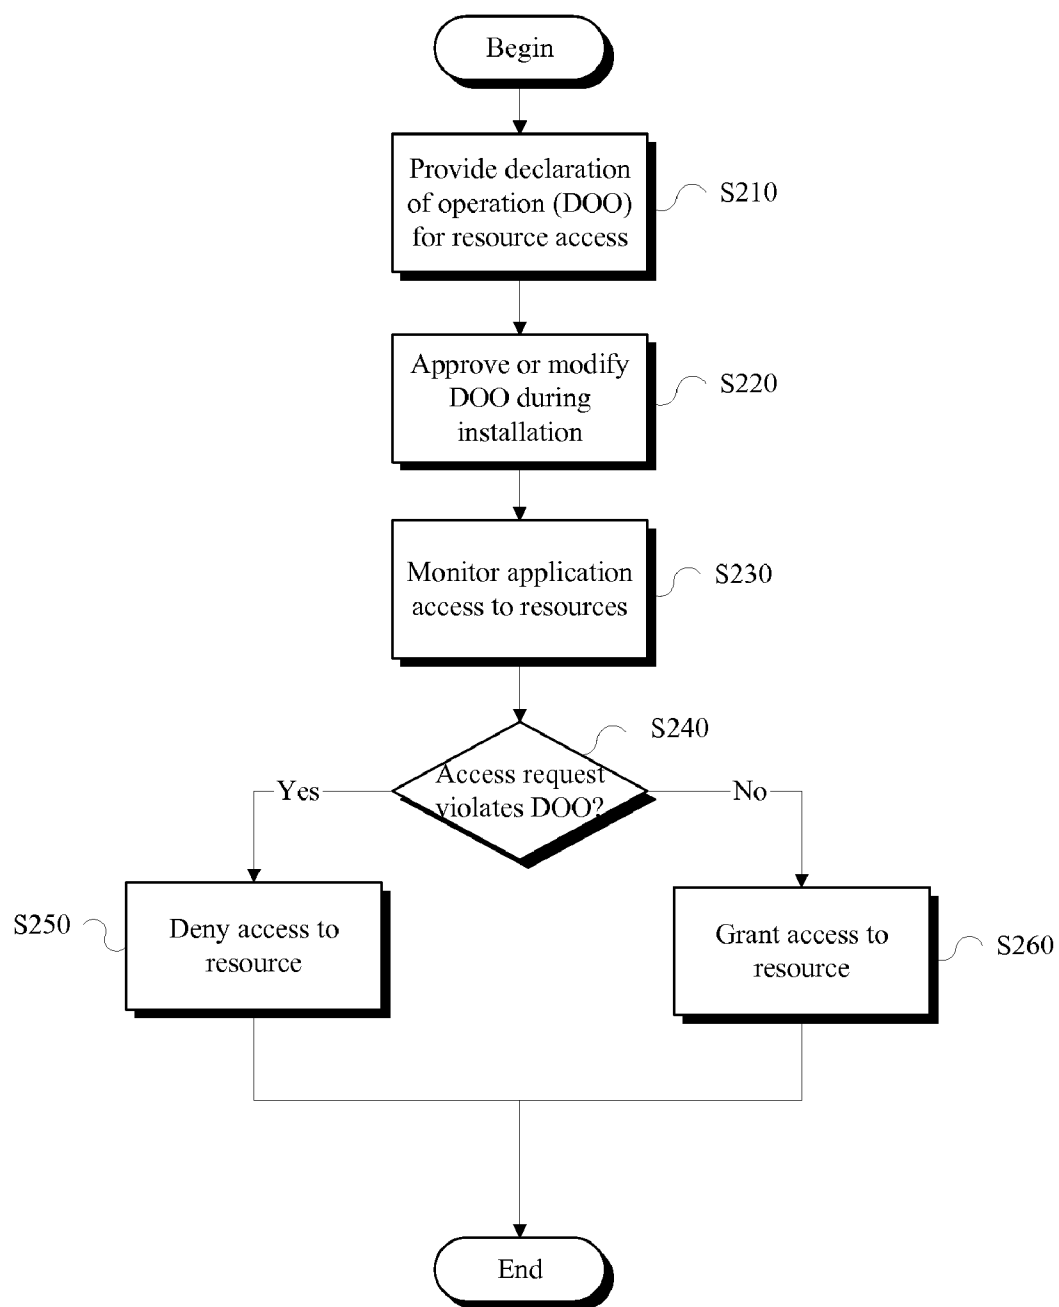 Begin
Provide declaration
of operation (DOO)
for resource access
S210
Approve or modify
DOO during
installation
S220
Monitor application
access to resources
S230
S240
Access request
violates DOO?
Yes
No
S250
Deny access to
resource
Grant access to
resource
S260
End